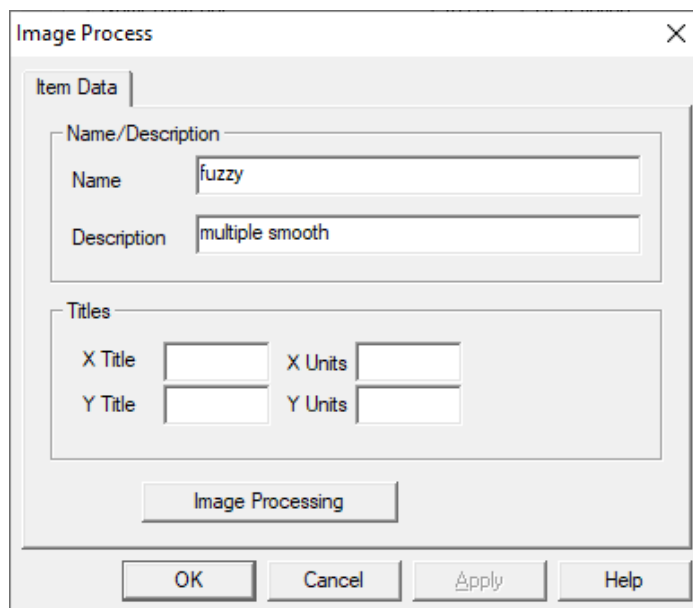 Image Process
Item Data
Name/Description
Name fuzzy
Description multiple smooth
Titles
X Title X Units
Y Title Y Units
Image Processing
OK Cancel Apply Help